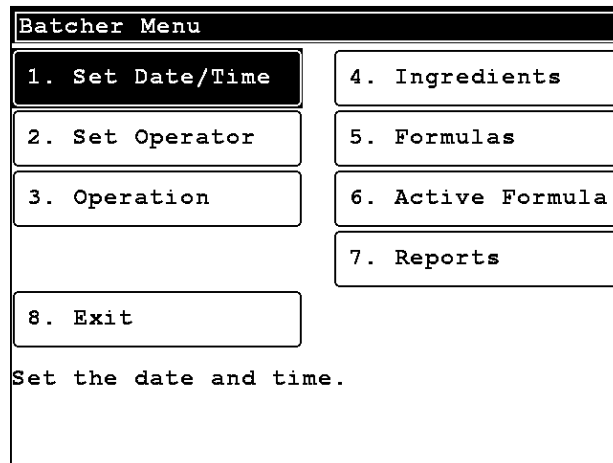 Batcher Menu
1. Set Date/Time
2. Set Operator
3. Operation
4. Ingredients
5. Formulas
6. Active Formula
7. Reports
8. Exit
Set the date and time.